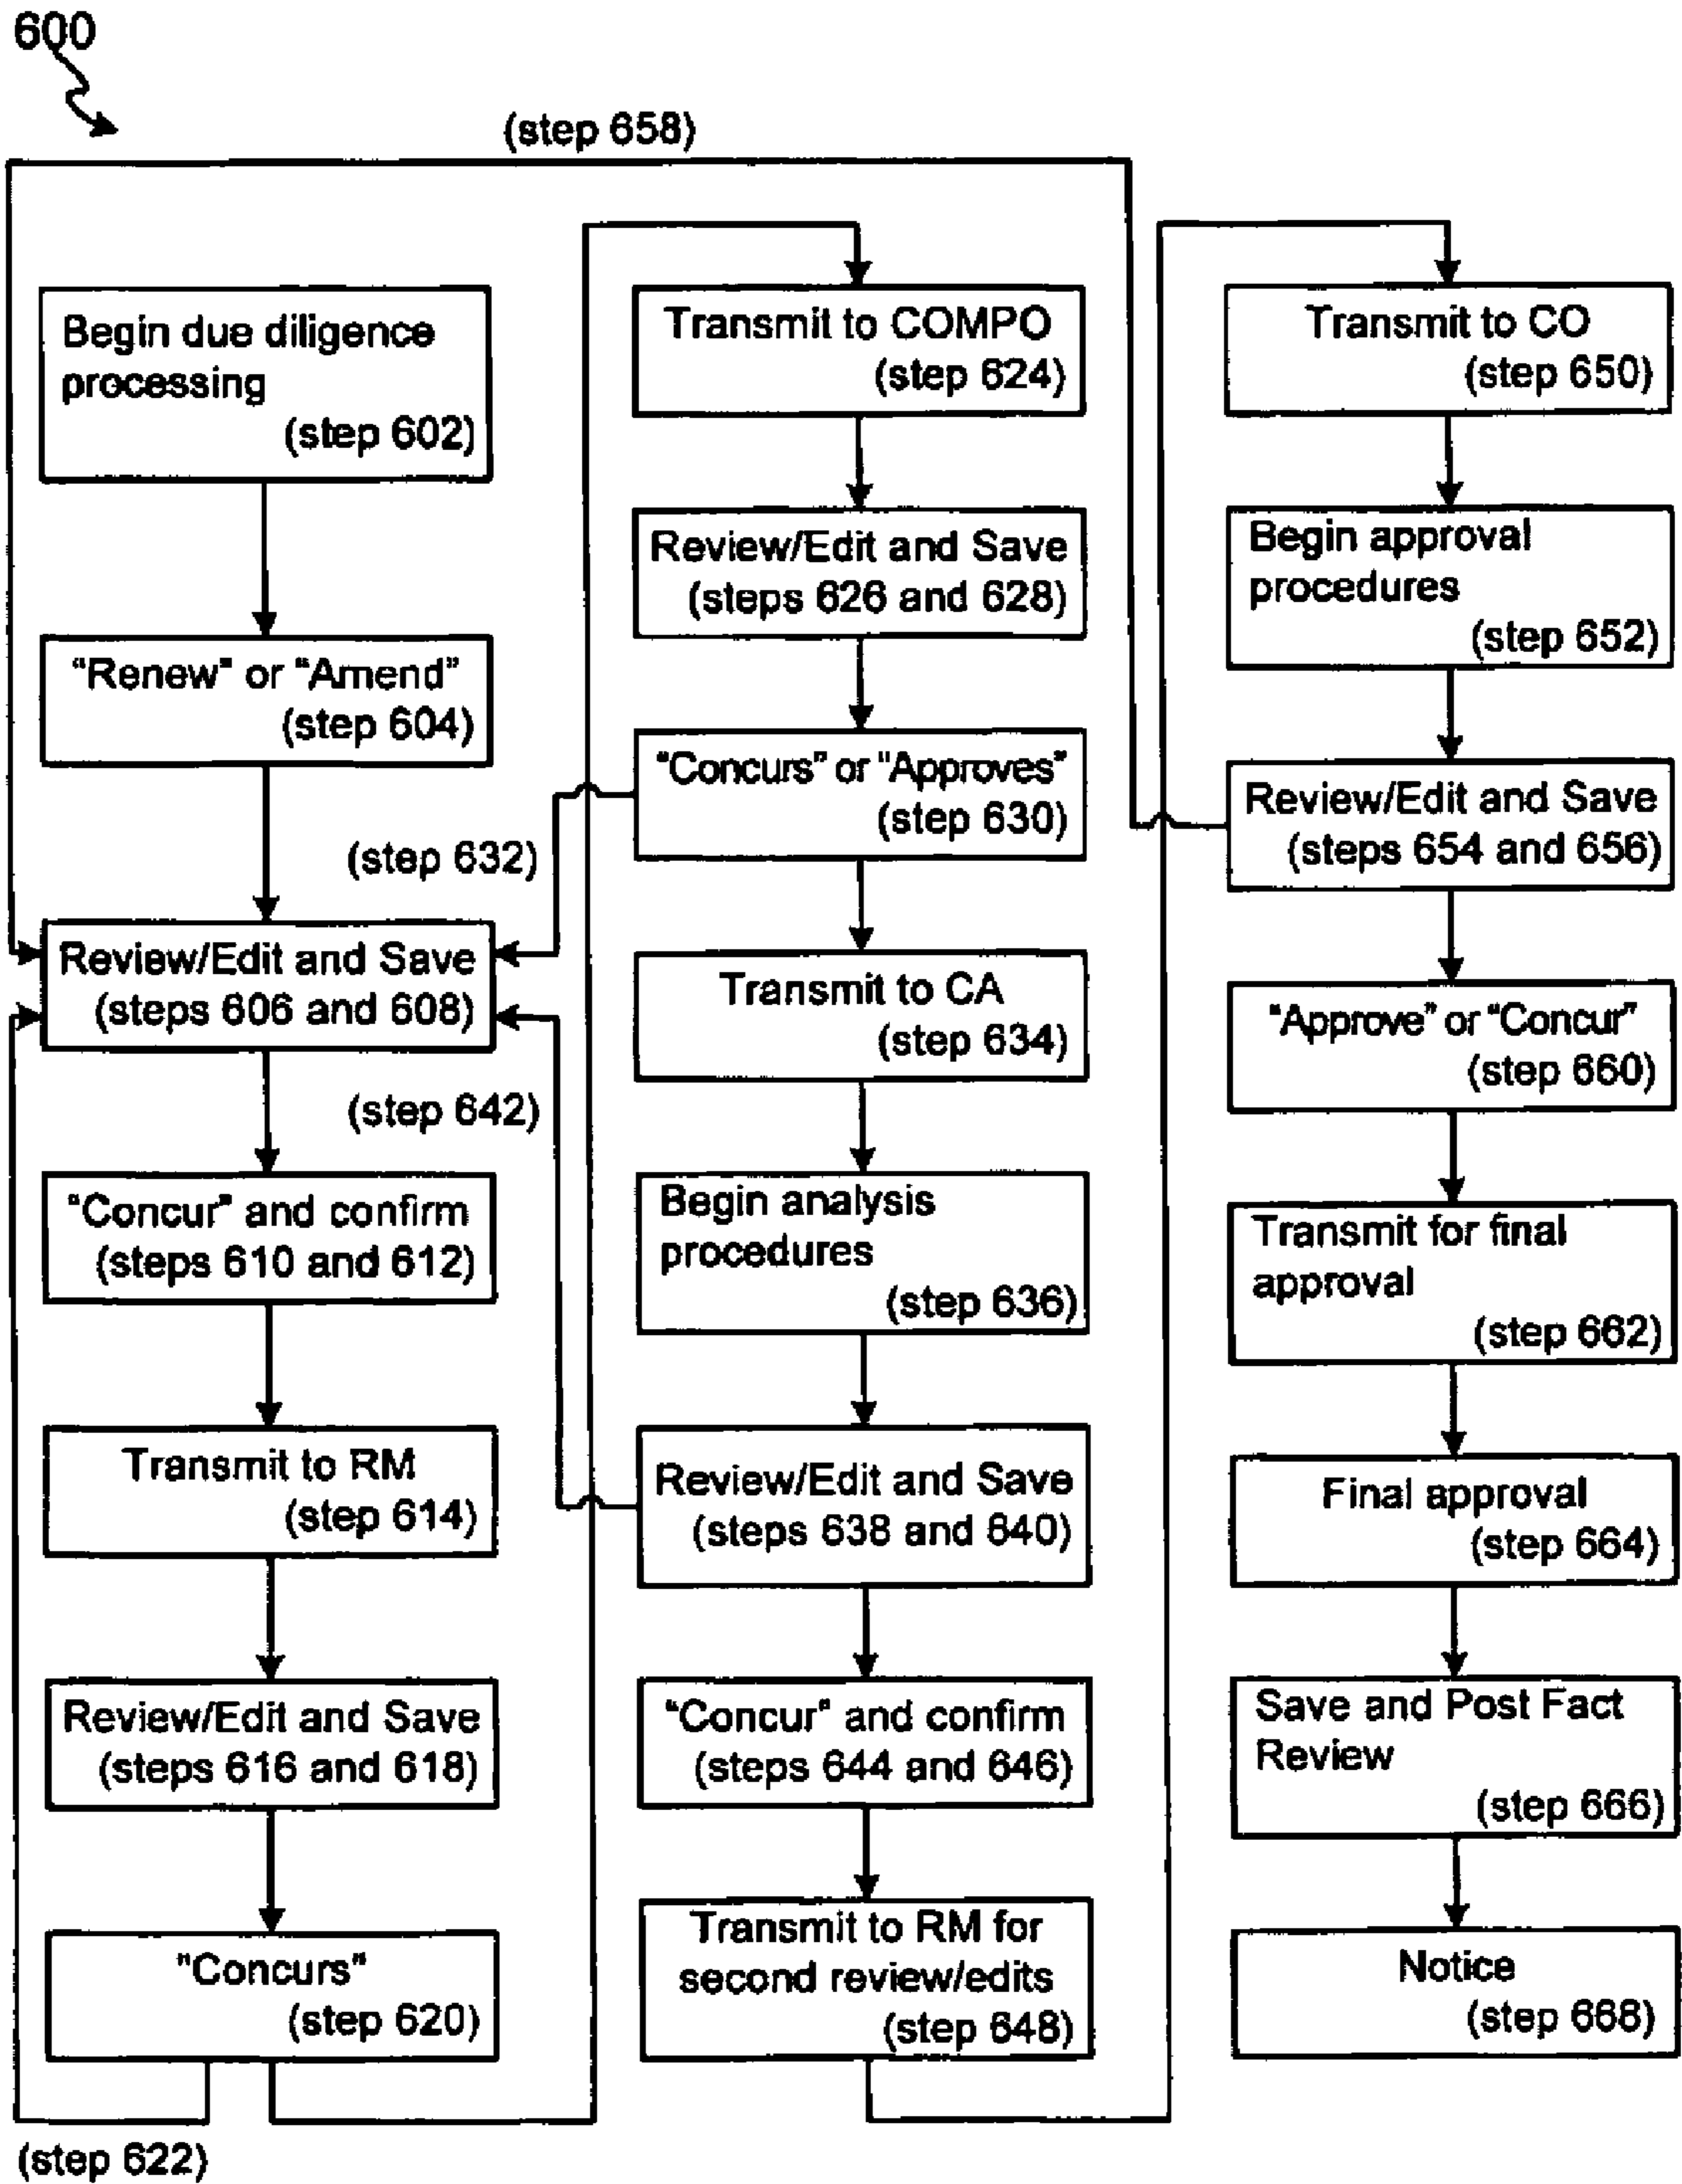 600
(step 658)
Begin due diligence
processing
(step 602)
"Renew" or "Amend"
(step 604)
(step 632)
Review/Edit and Save
(steps 606 and 608)
(step 642)
"Concur" and confirm
(steps 610 and 612)
Transmit to RM
(step 614)
Review/Edit and Save
(steps 616 and 618)
"Concurs"
(step 620)
(step 622)
Transmit to COMPO
(step 624)
Review/Edit and Save
(steps 626 and 628)
"Concurs" or "Approves"
(step 630)
Transmit to CA
(step 634)
Begin analysis
procedures
(step 636)
Review/Edit and Save
(steps 638 and 640)
"Concur" and confirm
(steps 644 and 646)
Transmit to RM for
second review/edits
(step 648)
Transmit to CO
(step 650)
Begin approval
procedures
(step 652)
Review/Edit and Save
(steps 654 and 656)
"Approve" or "Concur"
(step 660)
Transmit for final
approval
(step 662)
Final approval
(step 664)
Save and Post Fact
Review
(step 666)
Notice
(step 668)